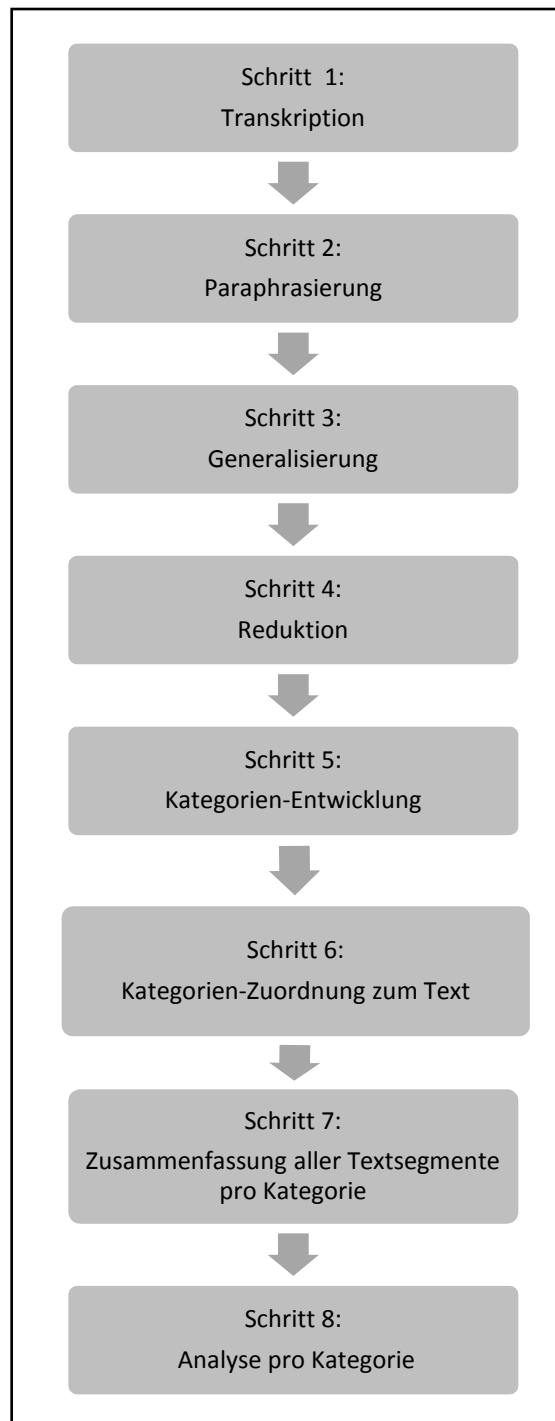 Schritt 1:
Transkription
Schritt 2:
Paraphrasierung
Schritt 3:
Generalisierung
Schritt 4:
Reduktion
Schritt 5:
Kategorien-Entwicklung
Schritt 6:
Kategorien-Zuordnung zum Text
Schritt 7:
Zusammenfassung aller Textsegmente
pro Kategorie
Schritt 8:
Analyse pro Kategorie